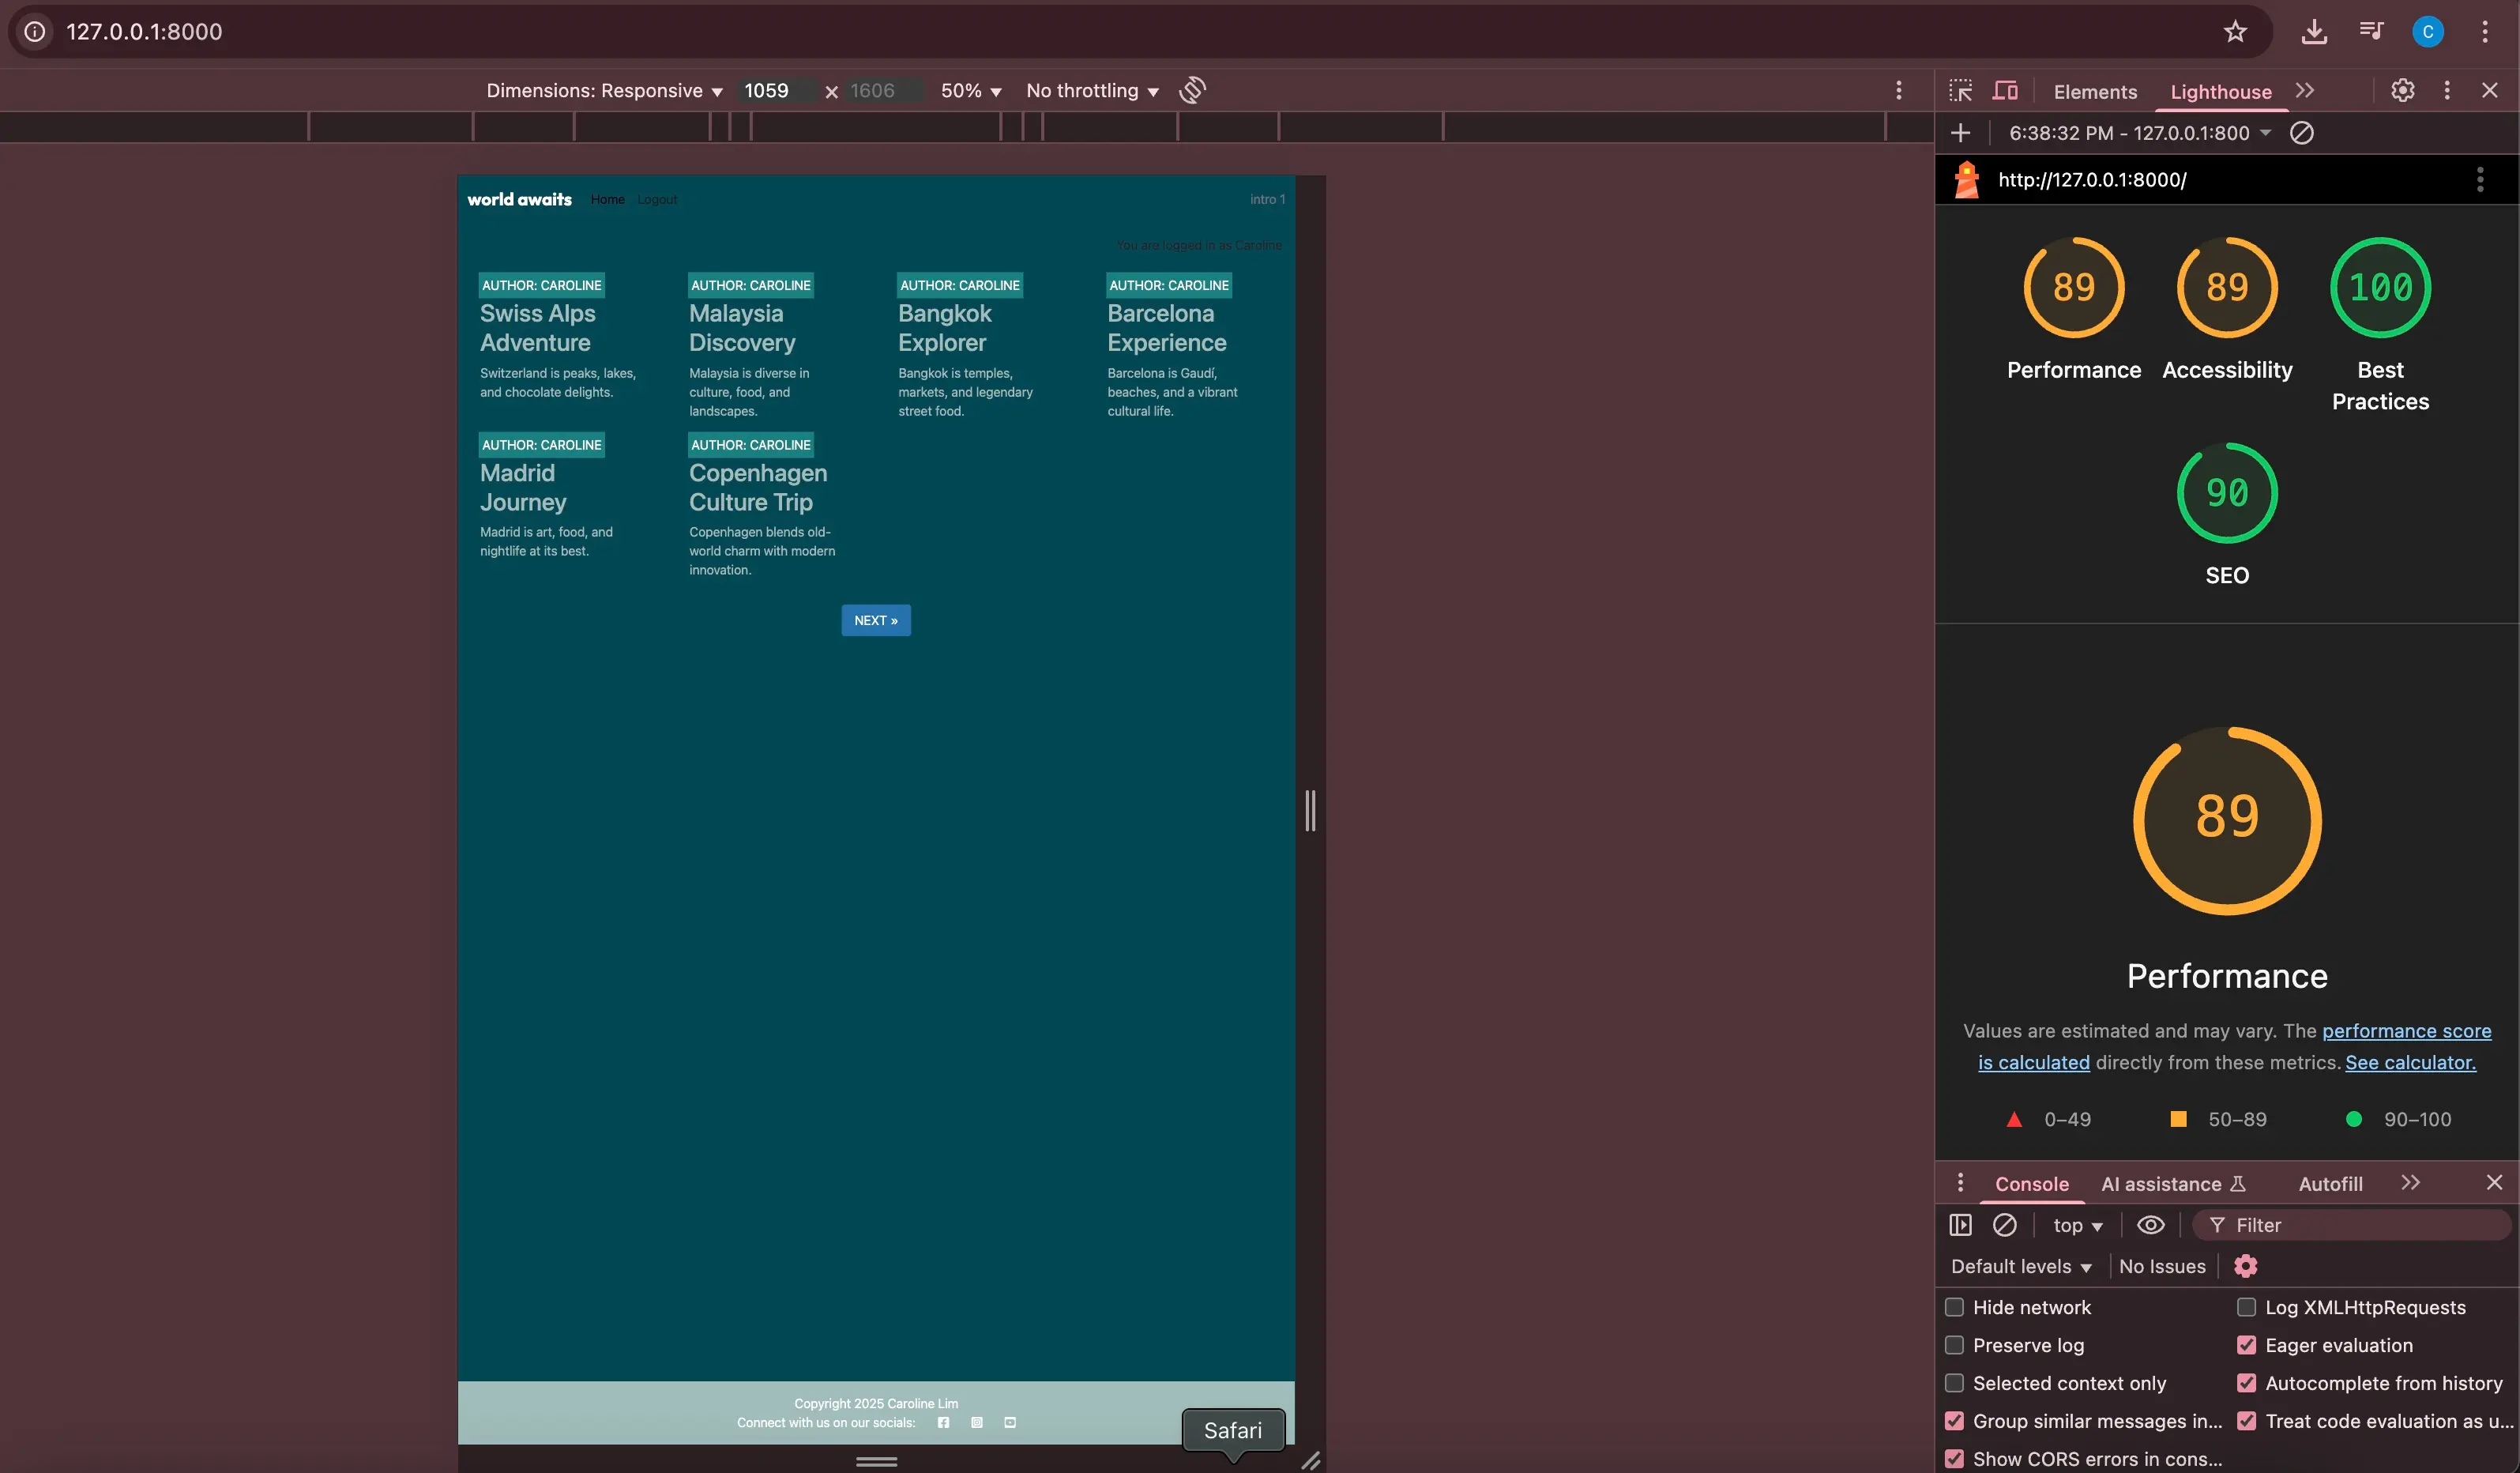 127.0.0.1:8000
C
Dimensions: Responsive 1059 × 1606 50% No throttling
Elements Lighthouse
6:38:32 PM - 127.0.0.1:800
http://127.0.0.1:8000/
world awaits Home Logout intro 1
You are logged in as Caroline
AUTHOR: CAROLINE
Swiss Alps
Adventure
Switzerland is peaks, lakes,
and chocolate delights.
AUTHOR: CAROLINE
Malaysia
Discovery
Malaysia is diverse in
culture, food, and
landscapes.
AUTHOR: CAROLINE
Bangkok
Explorer
Bangkok is temples,
markets, and legendary
street food.
AUTHOR: CAROLINE
Barcelona
Experience
Barcelona is Gaudí,
beaches, and a vibrant
cultural life.
AUTHOR: CAROLINE
Madrid
Journey
Madrid is art, food, and
nightlife at its best.
AUTHOR: CAROLINE
Copenhagen
Culture Trip
Copenhagen blends old-
world charm with modern
innovation.
NEXT »
Copyright 2025 Caroline Lim
Connect with us on our socials:
Safari
89
Performance
89
Accessibility
100
Best
Practices
90
SEO
89
Performance
Values are estimated and may vary. The performance score
is calculated directly from these metrics. See calculator.
0–49 50–89 90–100
Console AI assistance Autofill
top Filter
Default levels No Issues
Hide network Log XMLHttpRequests
Preserve log Eager evaluation
Selected context only Autocomplete from history
Group similar messages in... Treat code evaluation as u...
Show CORS errors in cons...